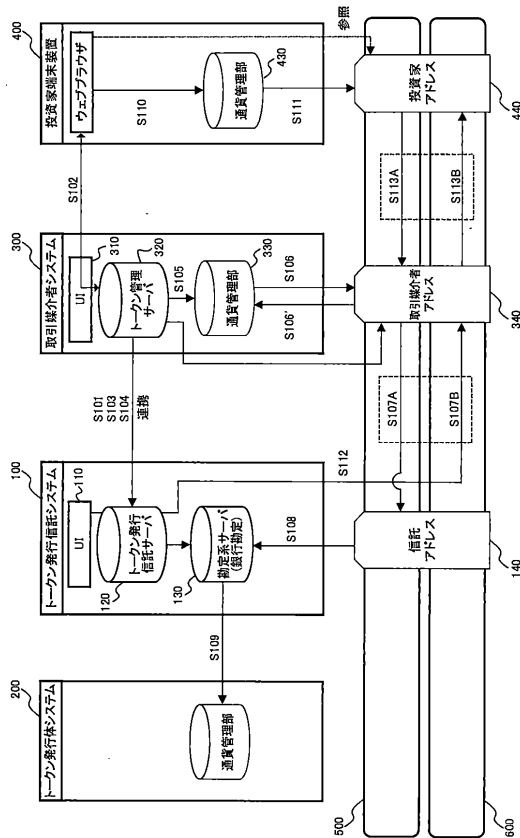 200
トークン発行体システム
通貨管理部
S109
100
トークン発行信託システム
110
UI
トークン発行
信託サーバ
120
130
勘定系サーバ
(銀行勘定)
S108
S112
S101
S103
S104
連携
300
取引媒介者システム
310
UI
320
トークン管理
サーバ
S105
330
通貨管理部
S106
S106'
S102
400
投資家端末装置
ウェブブラウザ
S110
430
通貨管理部
S111
参照
500
600
信託
アドレス
140
S107A
S107B
取引媒介者
アドレス
340
S113A
S113B
投資家
アドレス
440